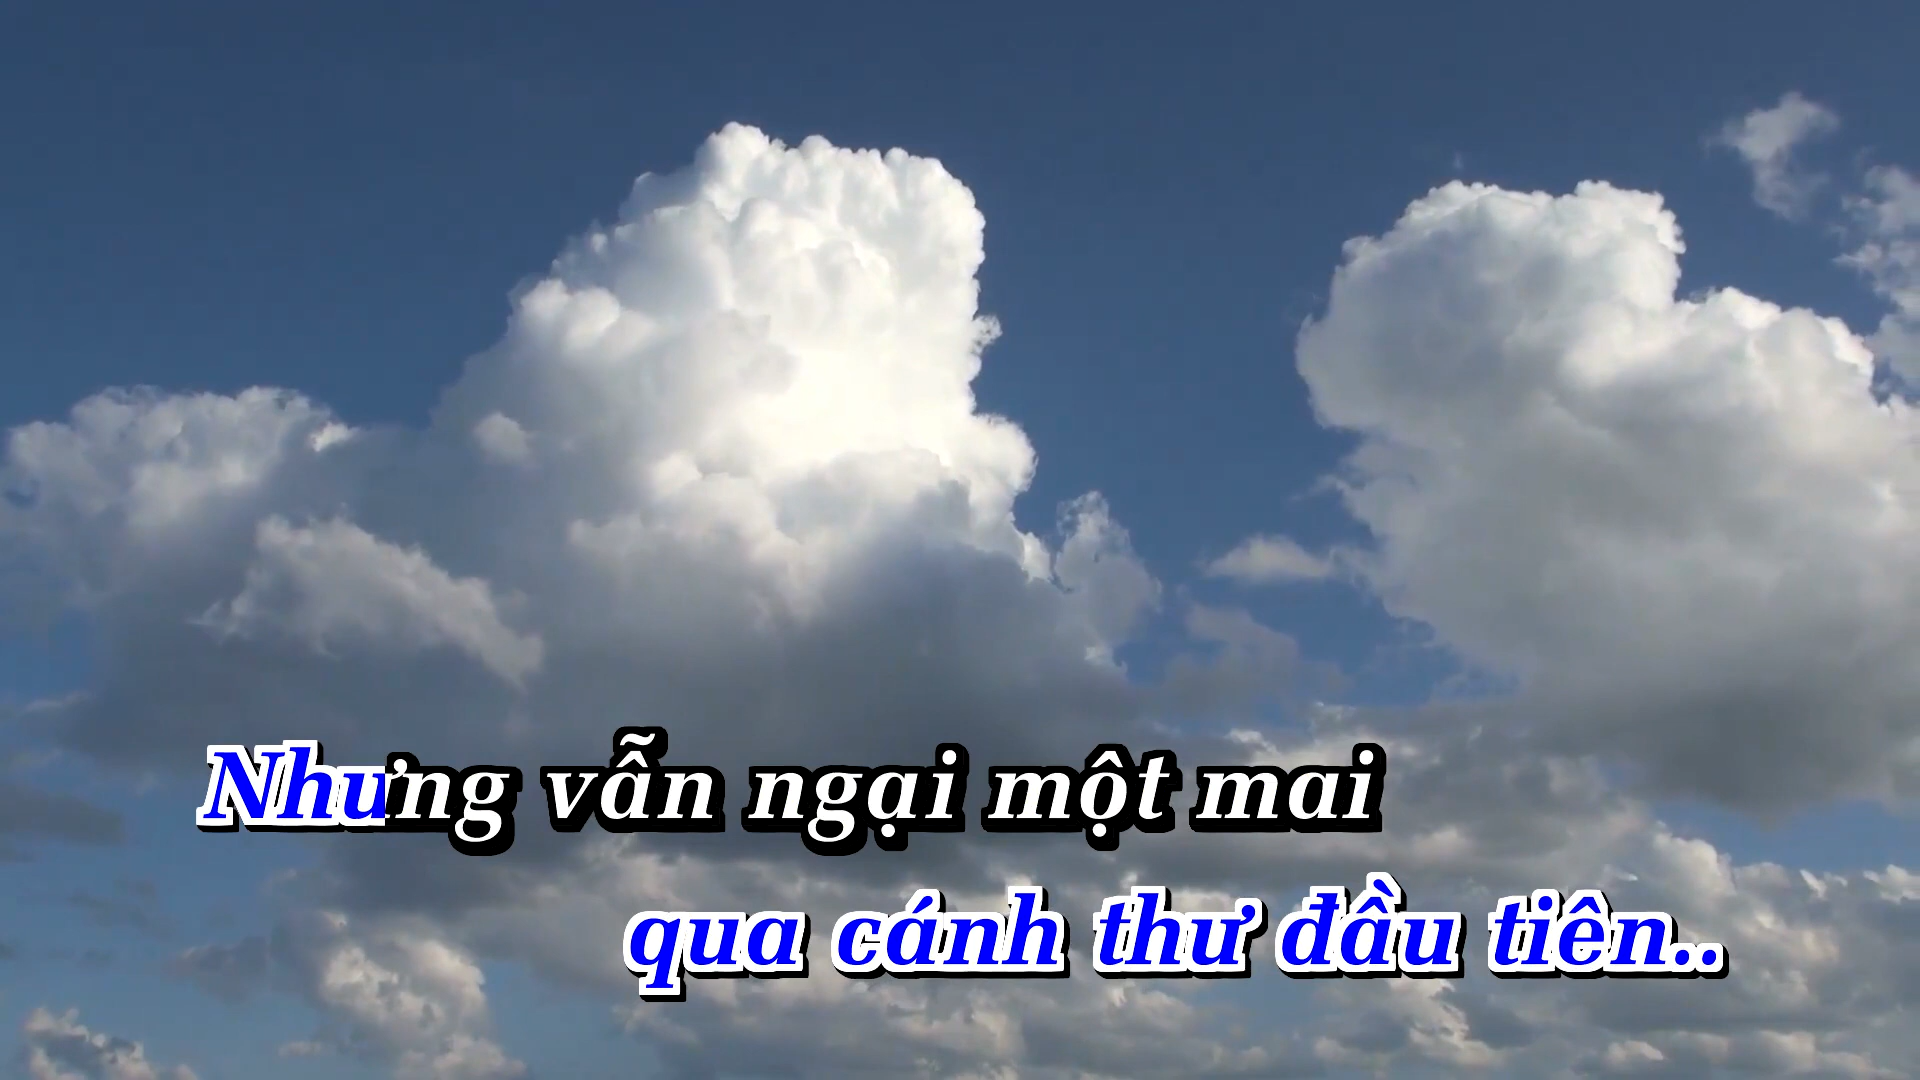 Nhưng vẫn ngại một mai
qua cánh thư đầu tiên..